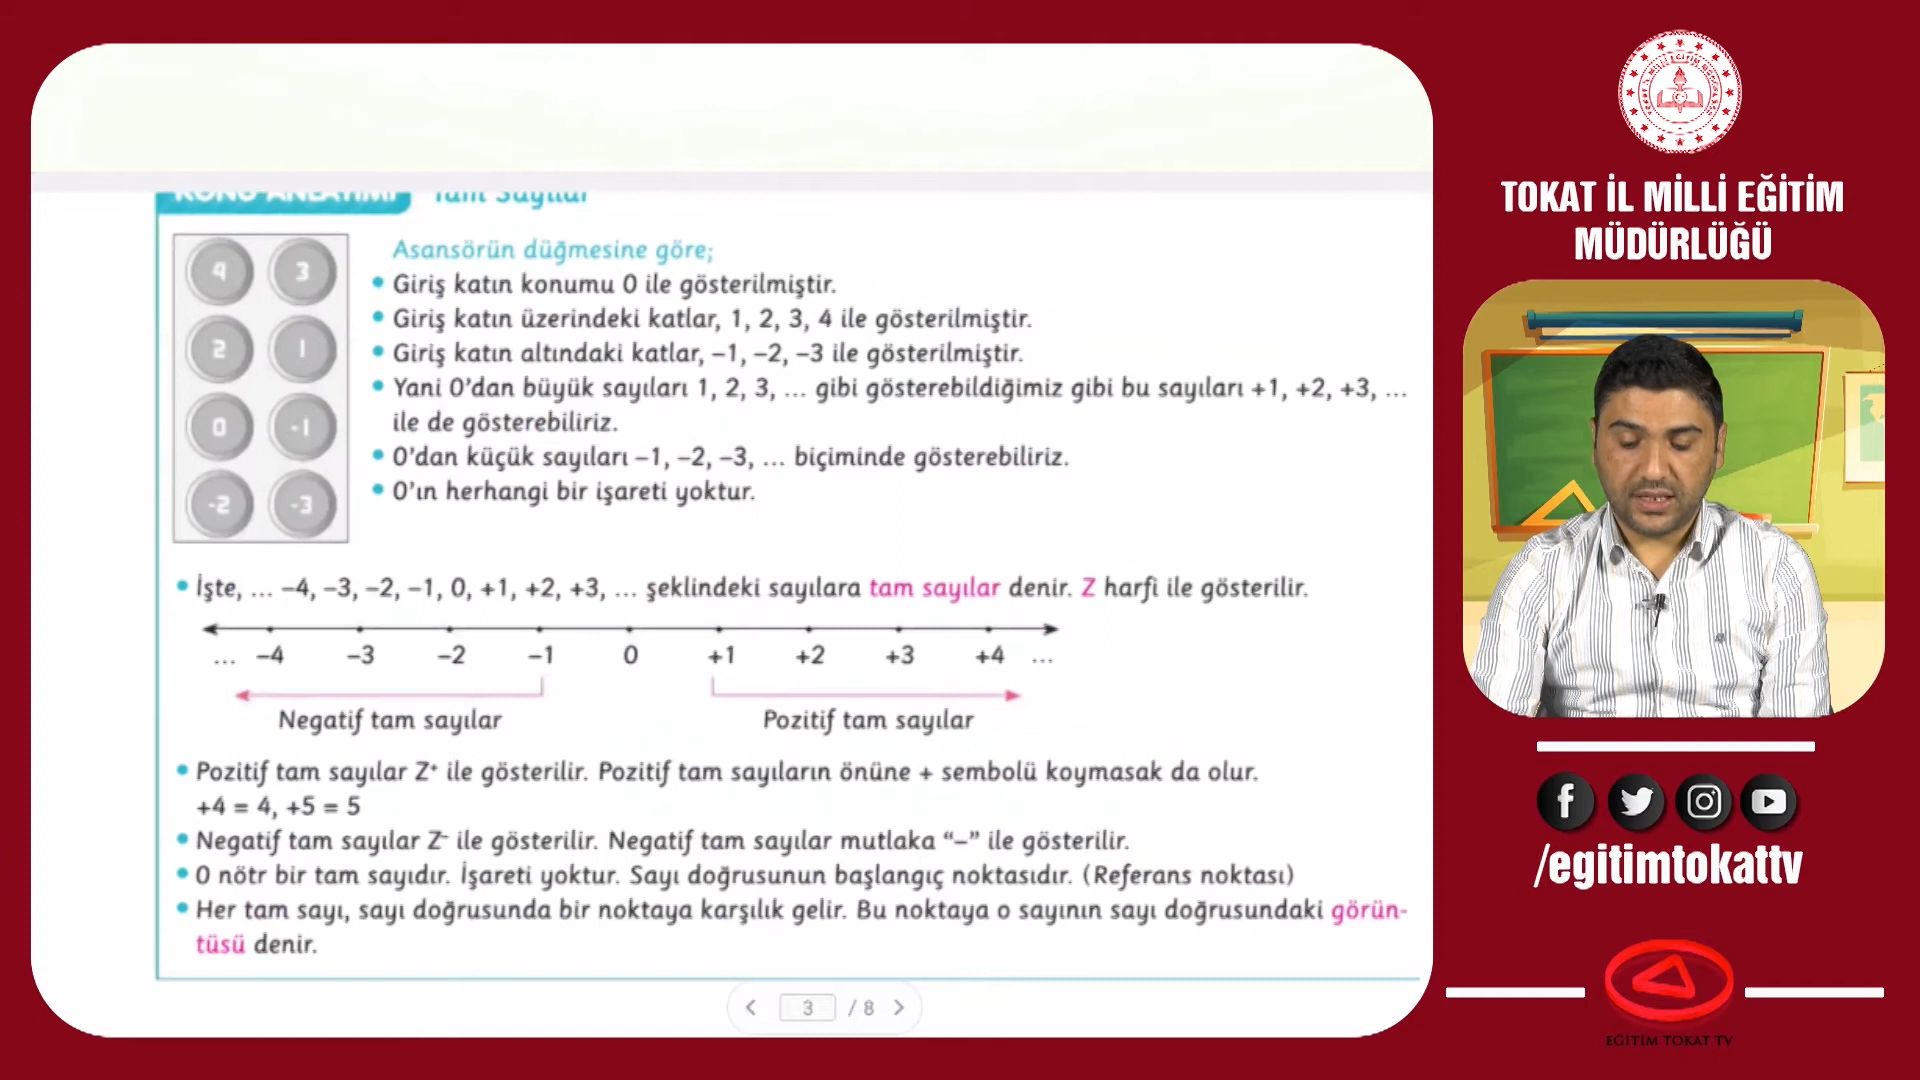 KONU ANLATIMI Tam Sayılar
4 3
2 1
0 -1
-2 -3
Asansörün düğmesine göre;
• Giriş katın konumu 0 ile gösterilmiştir.
• Giriş katın üzerindeki katlar, 1, 2, 3, 4 ile gösterilmiştir.
• Giriş katın altındaki katlar, –1, –2, –3 ile gösterilmiştir.
• Yani 0’dan büyük sayıları 1, 2, 3, ... gibi gösterebildiğimiz gibi bu sayıları +1, +2, +3, ...
ile de gösterebiliriz.
• 0’dan küçük sayıları –1, –2, –3, ... biçiminde gösterebiliriz.
• 0’ın herhangi bir işareti yoktur.
• İşte, ... –4, –3, –2, –1, 0, +1, +2, +3, ... şeklindeki sayılara tam sayılar denir. Z harfi ile gösterilir.
... –4 –3 –2 –1 0 +1 +2 +3 +4 ...
Negatif tam sayılar Pozitif tam sayılar
• Pozitif tam sayılar Z⁺ ile gösterilir. Pozitif tam sayıların önüne + sembolü koymasak da olur.
+4 = 4, +5 = 5
• Negatif tam sayılar Z⁻ ile gösterilir. Negatif tam sayılar mutlaka “–” ile gösterilir.
• 0 nötr bir tam sayıdır. İşareti yoktur. Sayı doğrusunun başlangıç noktasıdır. (Referans noktası)
• Her tam sayı, sayı doğrusunda bir noktaya karşılık gelir. Bu noktaya o sayının sayı doğrusundaki görün-
tüsü denir.
3 / 8
TOKAT İL MİLLİ EĞİTİM
MÜDÜRLÜĞÜ
/egitimtokattv
EĞİTİM TOKAT TV